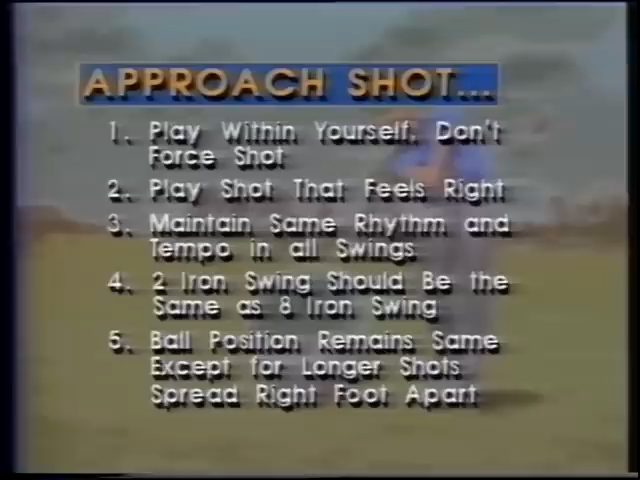 APPROACH SHOT...
1. Play Within Yourself, Don't
Force Shot
2. Play Shot That Feels Right
3. Maintain Same Rhythm and
Tempo in all Swings
4. 2 Iron Swing Should Be the
Same as 8 Iron Swing
5. Ball Position Remains Same
Except for Longer Shots
Spread Right Foot Apart